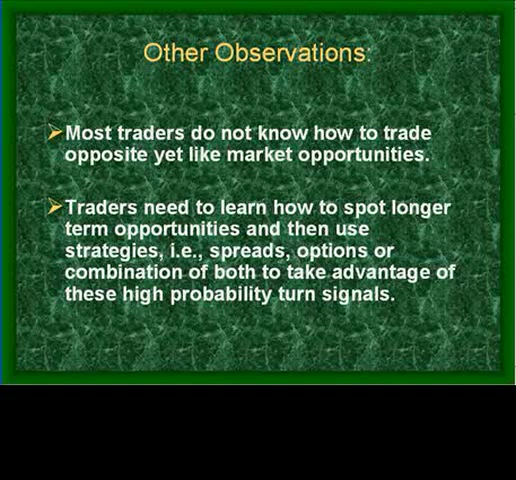 Other Observations:
Most traders do not know how to trade
opposite yet like market opportunities.
Traders need to learn how to spot longer
term opportunities and then use
strategies, i.e., spreads, options or
combination of both to take advantage of
these high probability turn signals.